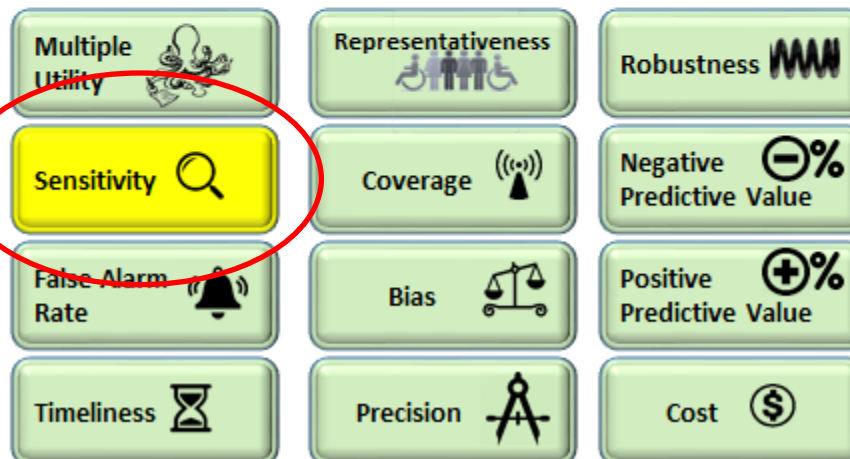 Multiple
Utility
Representativeness
Robustness
Sensitivity
Coverage
Negative %
Predictive Value
False Alarm
Rate
Bias
Positive %
Predictive Value
Timeliness
Precision
Cost $